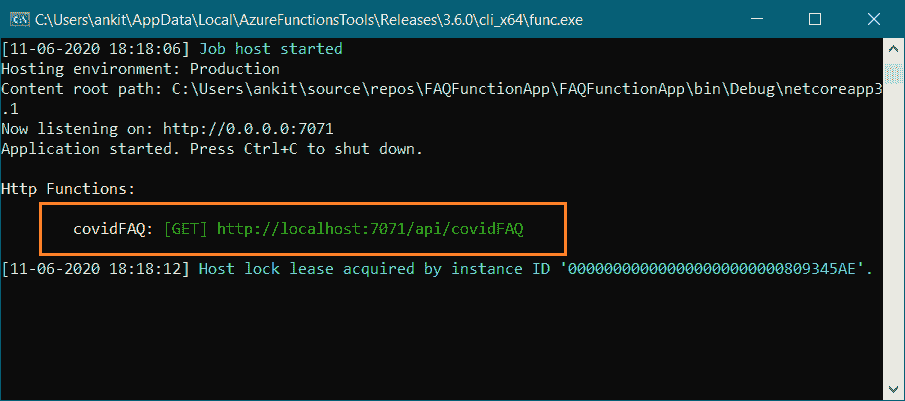 C:\Users\ankit\AppData\Local\AzureFunctionsTools\Releases\3.6.0\cli_x64\func.exe
[11-06-2020 18:18:06] Job host started
Hosting environment: Production
Content root path: C:\Users\ankit\source\repos\FAQFunctionApp\FAQFunctionApp\bin\Debug\netcoreapp3
.1
Now listening on: http://0.0.0.0:7071
Application started. Press Ctrl+C to shut down.
Http Functions:
covidFAQ: [GET] http://localhost:7071/api/covidFAQ
[11-06-2020 18:18:12] Host lock lease acquired by instance ID '000000000000000000000000809345AE'.